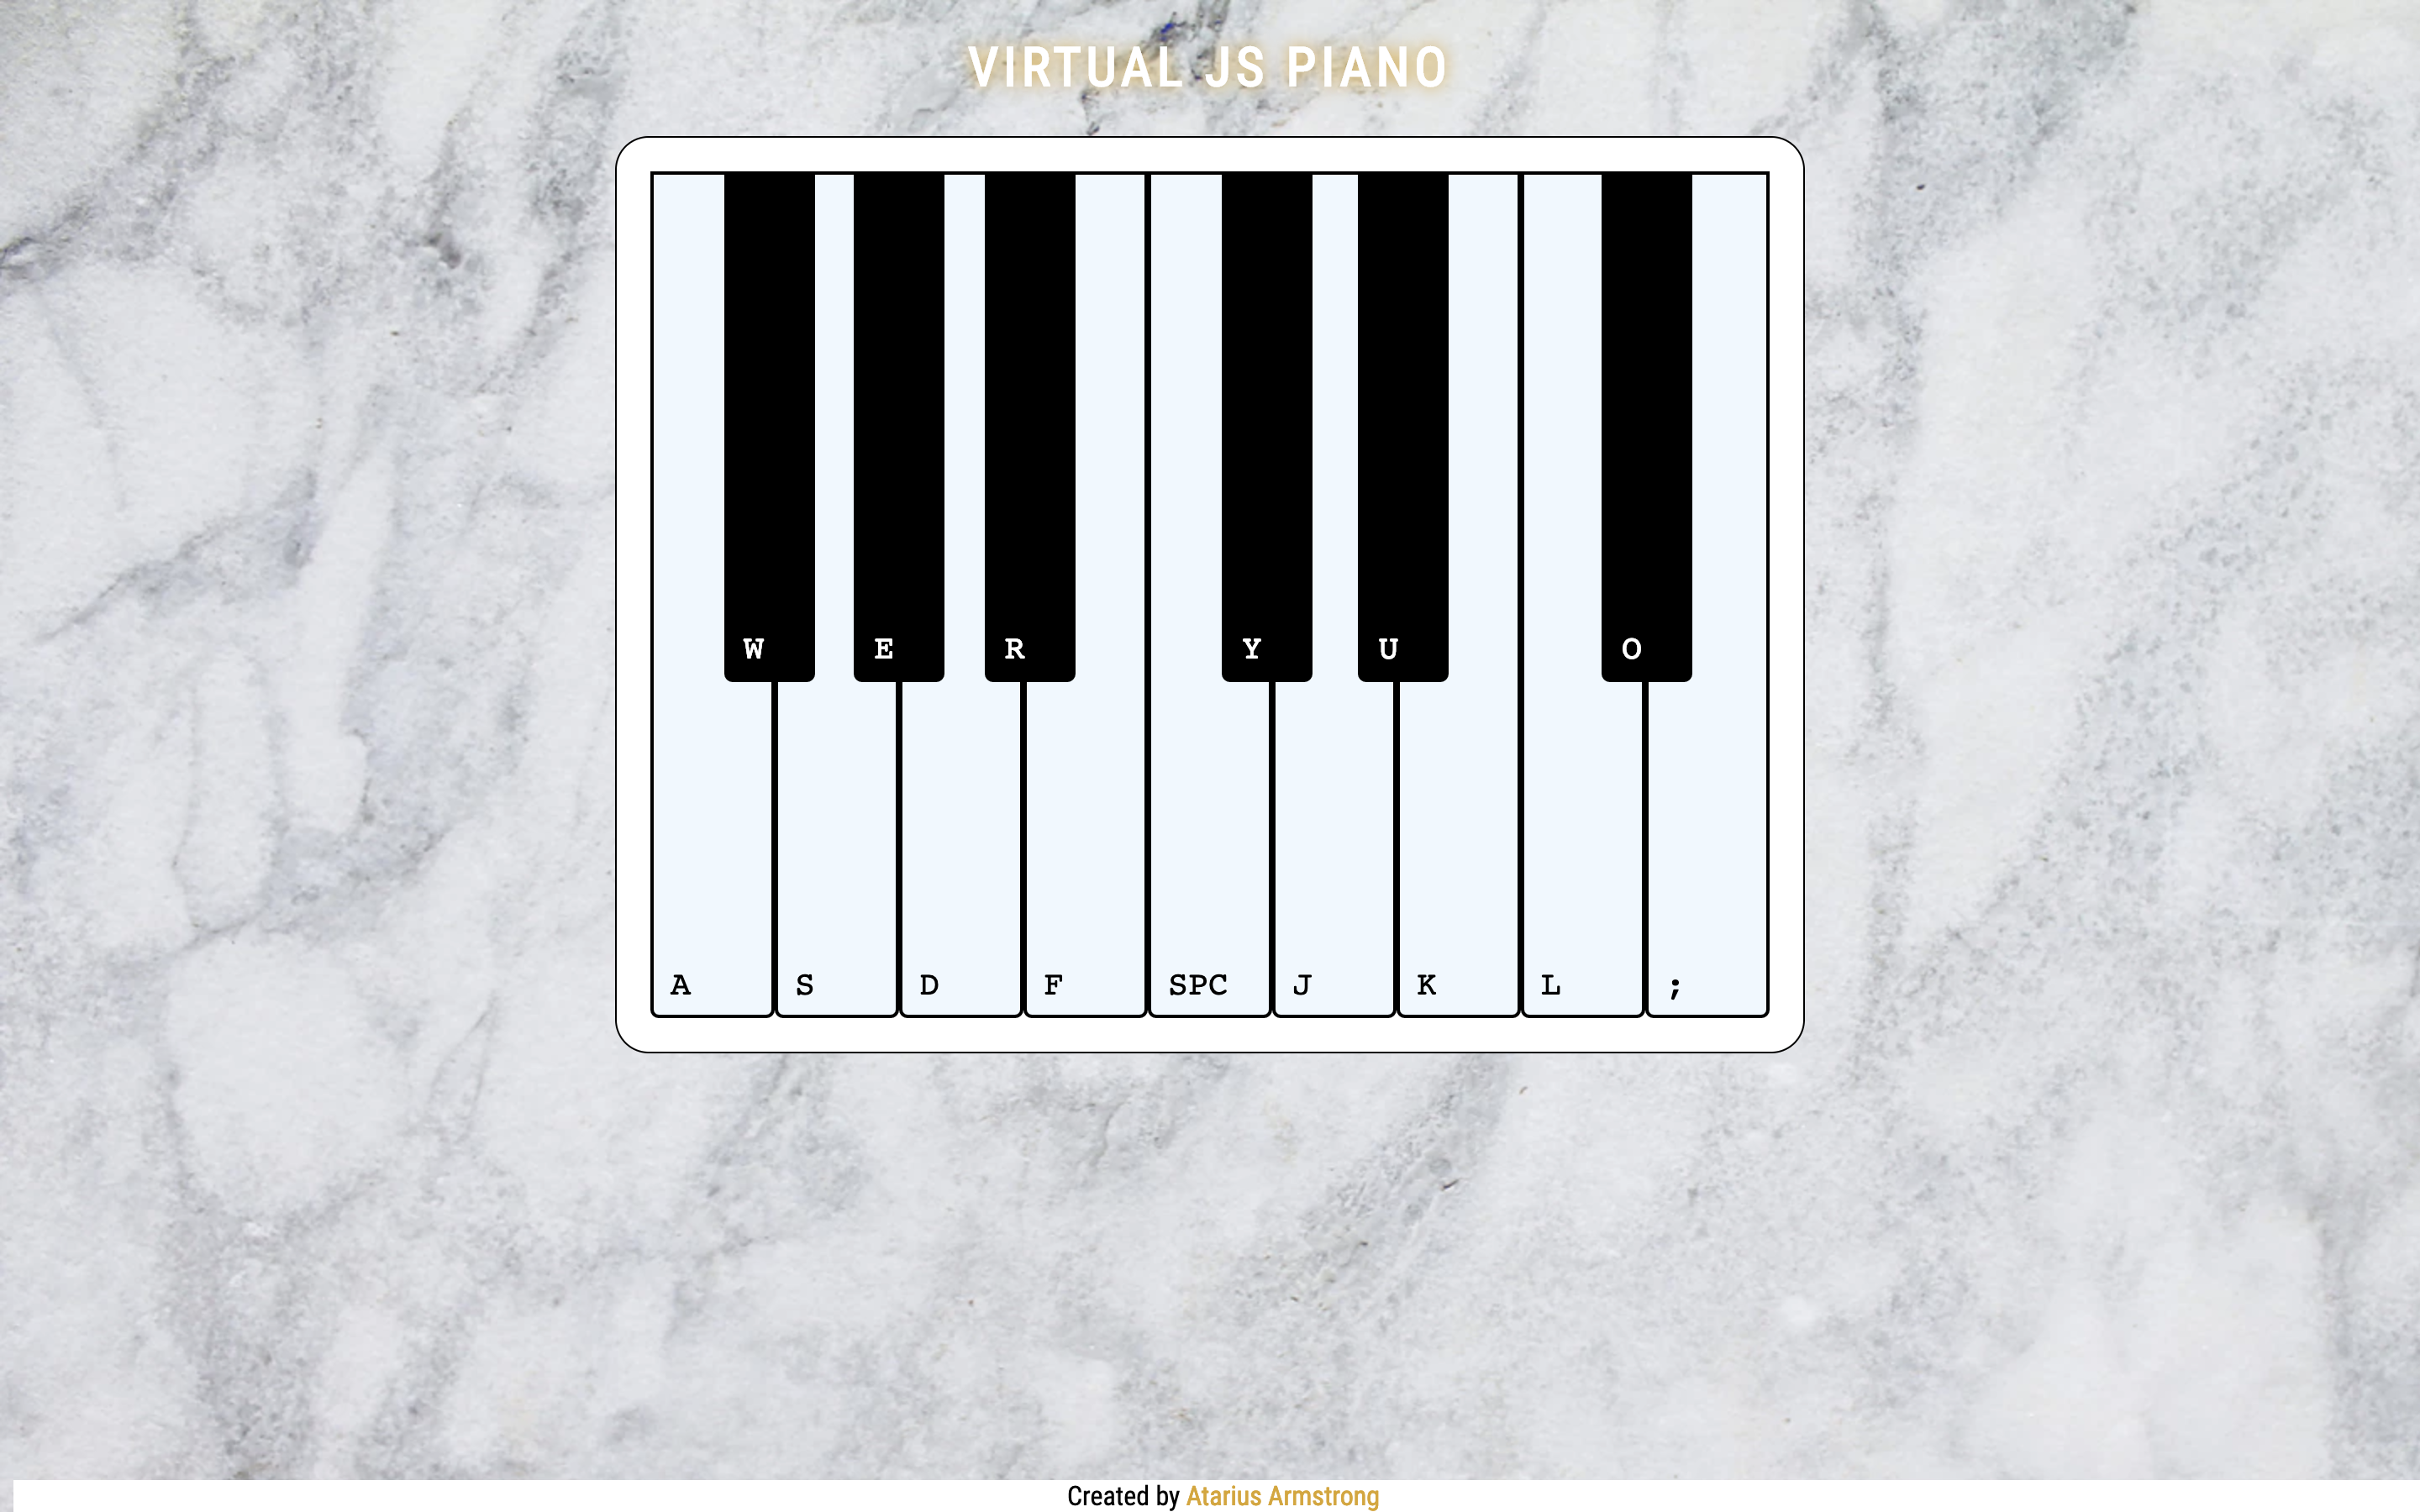 VIRTUAL JS PIANO
W E R Y U O
A S D F SPC J K L ;
Created by Atarius Armstrong